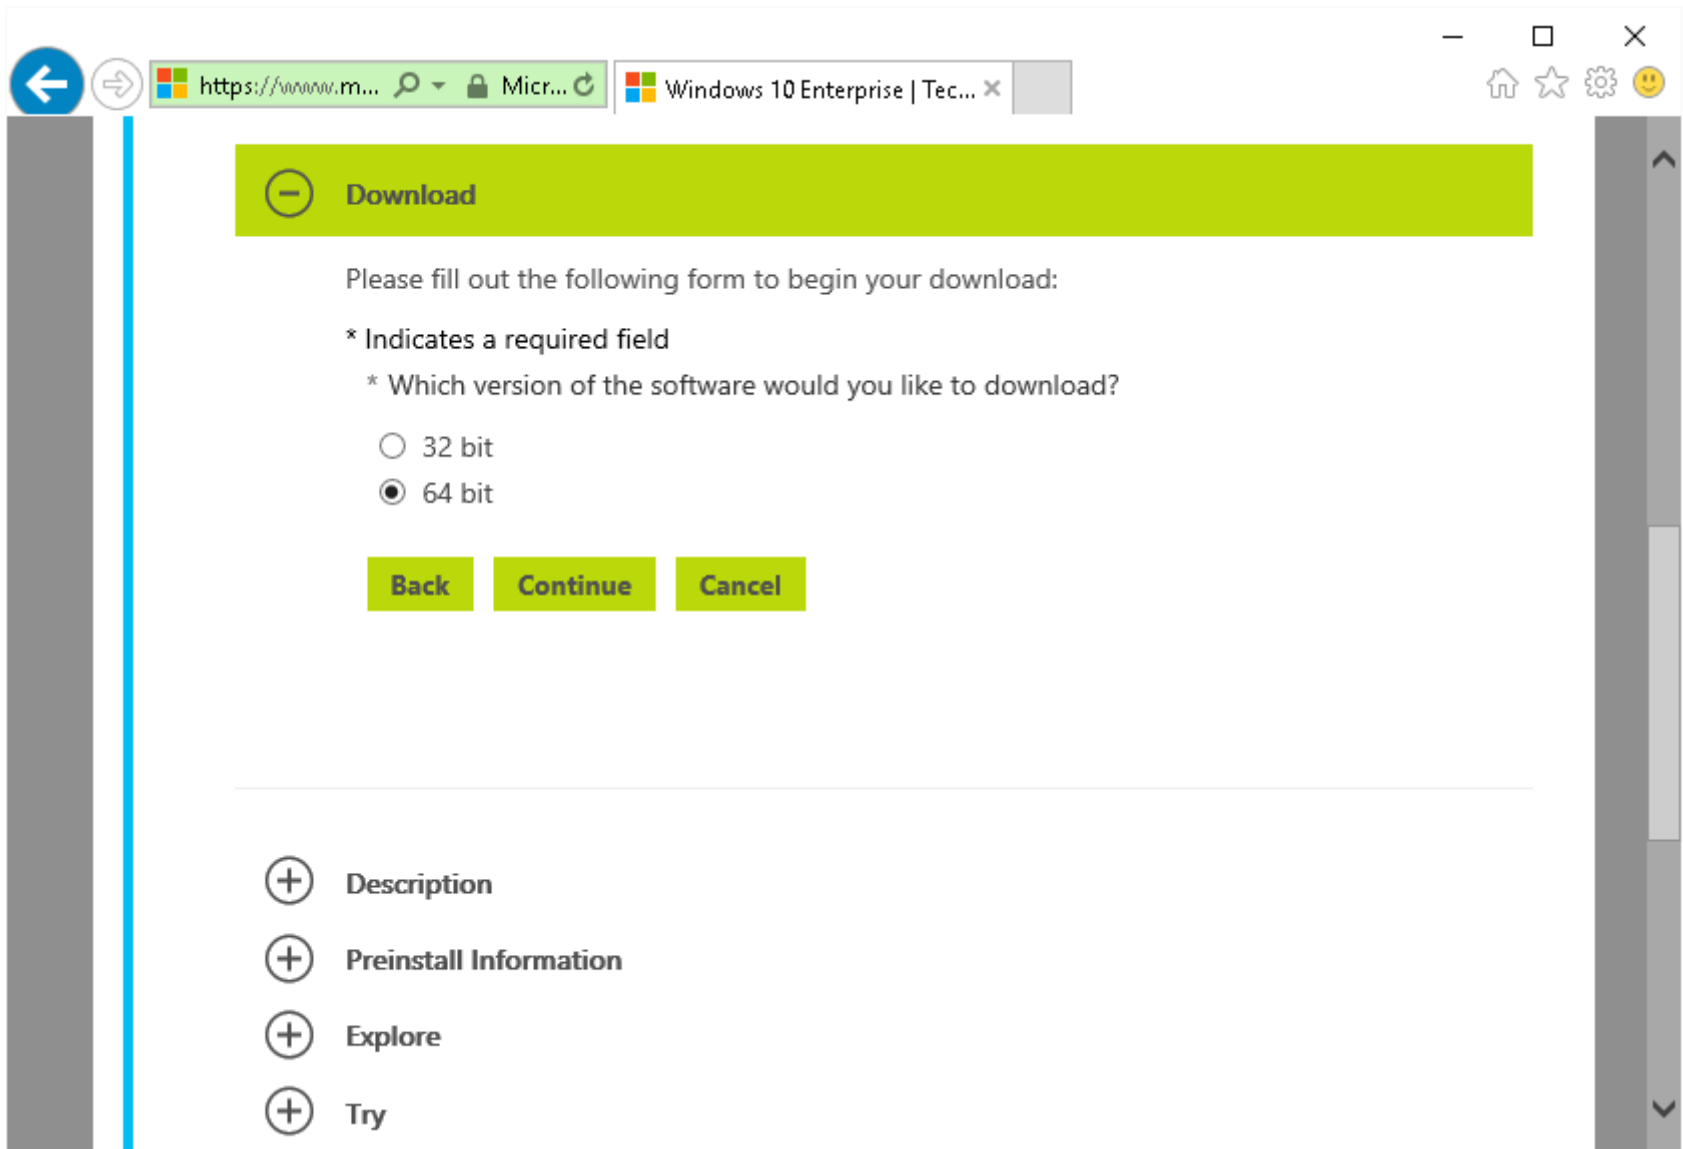 https://www.m...
Micr...
Windows 10 Enterprise | Tec...
Download
Please fill out the following form to begin your download:
* Indicates a required field
* Which version of the software would you like to download?
32 bit
64 bit
Back
Continue
Cancel
Description
Preinstall Information
Explore
Try